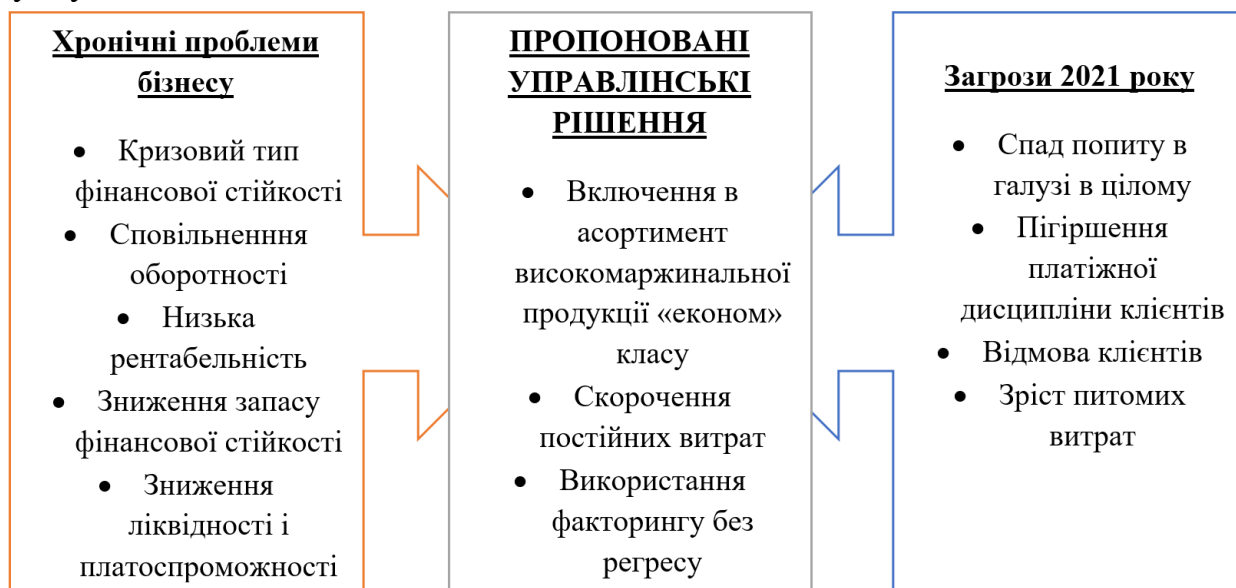 Хронічні проблеми
бізнесу
• Кризовий тип
фінансової стійкості
• Сповільненння
оборотності
• Низька
рентабельність
• Зниження запасу
фінансової стійкості
• Зниження
ліквідності і
платоспроможності
ПРОПОНОВАНІ
УПРАВЛІНСЬКІ
РІШЕННЯ
• Включення в
асортимент
високомаржинальної
продукції «економ»
класу
• Скорочення
постійних витрат
• Використання
факторингу без
регресу
Загрози 2021 року
• Спад попиту в
галузі в цілому
• Пігіршення
платіжної
дисципліни клієнтів
• Відмова клієнтів
• Зріст питомих
витрат